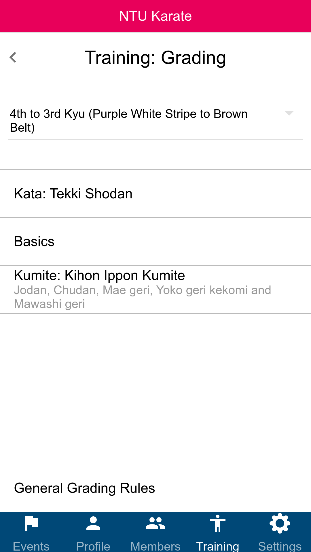 NTU Karate
Training: Grading
4th to 3rd Kyu (Purple White Stripe to Brown
Belt)
Kata: Tekki Shodan
Basics
Kumite: Kihon Ippon Kumite
Jodan, Chudan, Mae geri, Yoko geri kekomi and
Mawashi geri
General Grading Rules
Events Profile Members Training Settings